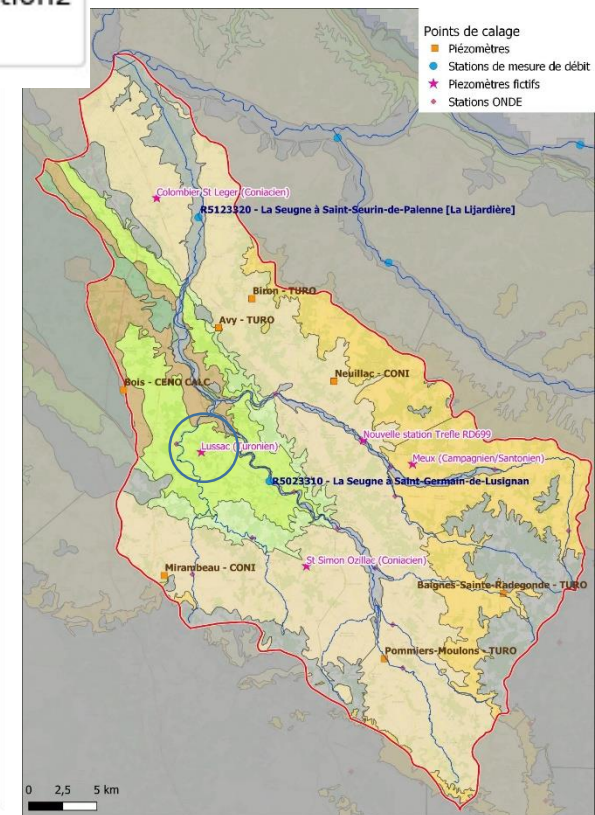 Points de calage
Piézomètres
Stations de mesure de débit
Piezomètres fictifs
Stations ONDE
Colombier St Leger (Coniacien)
R5123320 - La Seugne à Saint-Seurin-de-Palenne [La Lijardière]
Biron - TURO
Avy - TURO
Neuillac - CONI
Bois - CENO CALC
Nouvelle station Trefle RD699
Lussac (Turonien)
Meux (Campagnien/Santonien)
R5023310 - La Seugne à Saint-Germain-de-Lusignan
St Simon Ozillac (Coniacien)
Mirambeau - CONI
Baignes-Sainte-Radegonde - TURO
Pommiers-Moulons - TURO
0 2,5 5 km